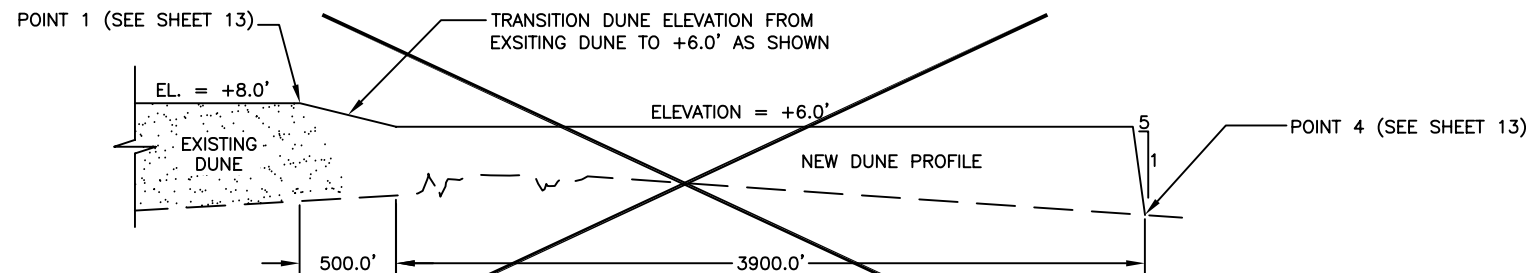 POINT 1 (SEE SHEET 13)
TRANSITION DUNE ELEVATION FROM
EXSITING DUNE TO +6.0' AS SHOWN
EL. = +8.0'
ELEVATION = +6.0'
5
POINT 4 (SEE SHEET 13)
EXISTING
DUNE
NEW DUNE PROFILE
1
500.0'
3900.0'